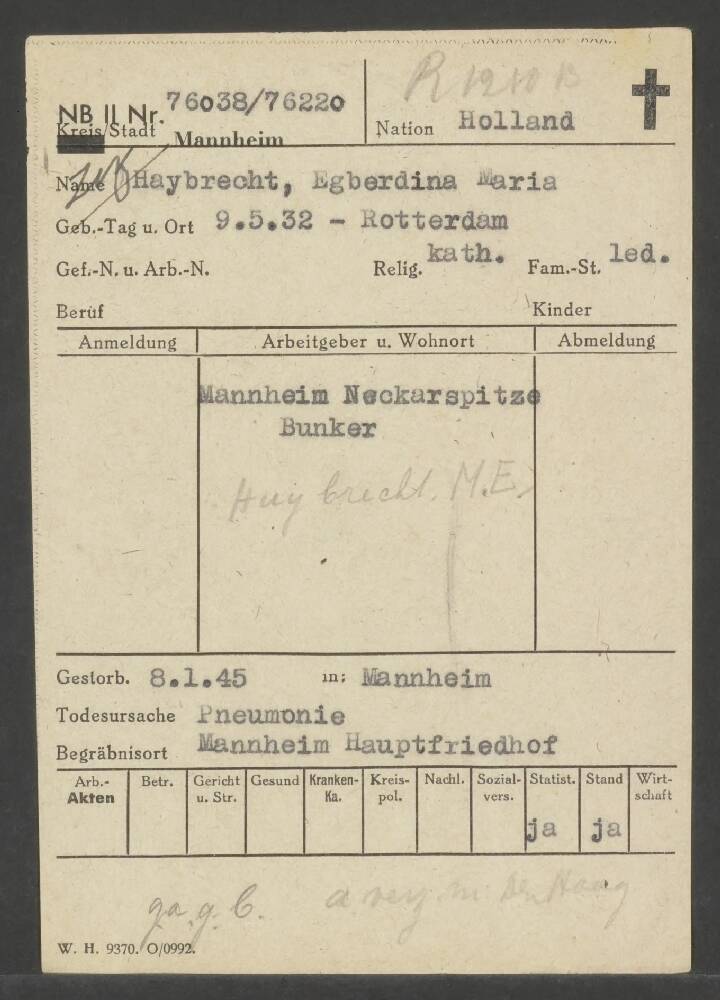 NB II Nr. 76038/76220
Kreis/Stadt Mannheim
Nation Holland
Name Haybrecht, Egberdina Maria
Geb.-Tag u. Ort 9.5.32 - Rotterdam
Gef.-N. u. Arb.-N. Relig. kath. Fam.-St. led.
Beruf Kinder
Anmeldung Arbeitgeber u. Wohnort Abmeldung
Mannheim Neckarspitze
Bunker
Huybrecht. M.E.
Gestorb. 8.1.45 in: Mannheim
Todesursache Pneumonie
Begräbnisort Mannheim Hauptfriedhof
Arb.-Akten Betr. Gericht u. Str. Gesund Kranken-Ka. Kreis-pol. Nachl. Sozial-vers. Statist. Stand Wirt-schaft
ja ja
Den Haag
W. H. 9370. O/0992.